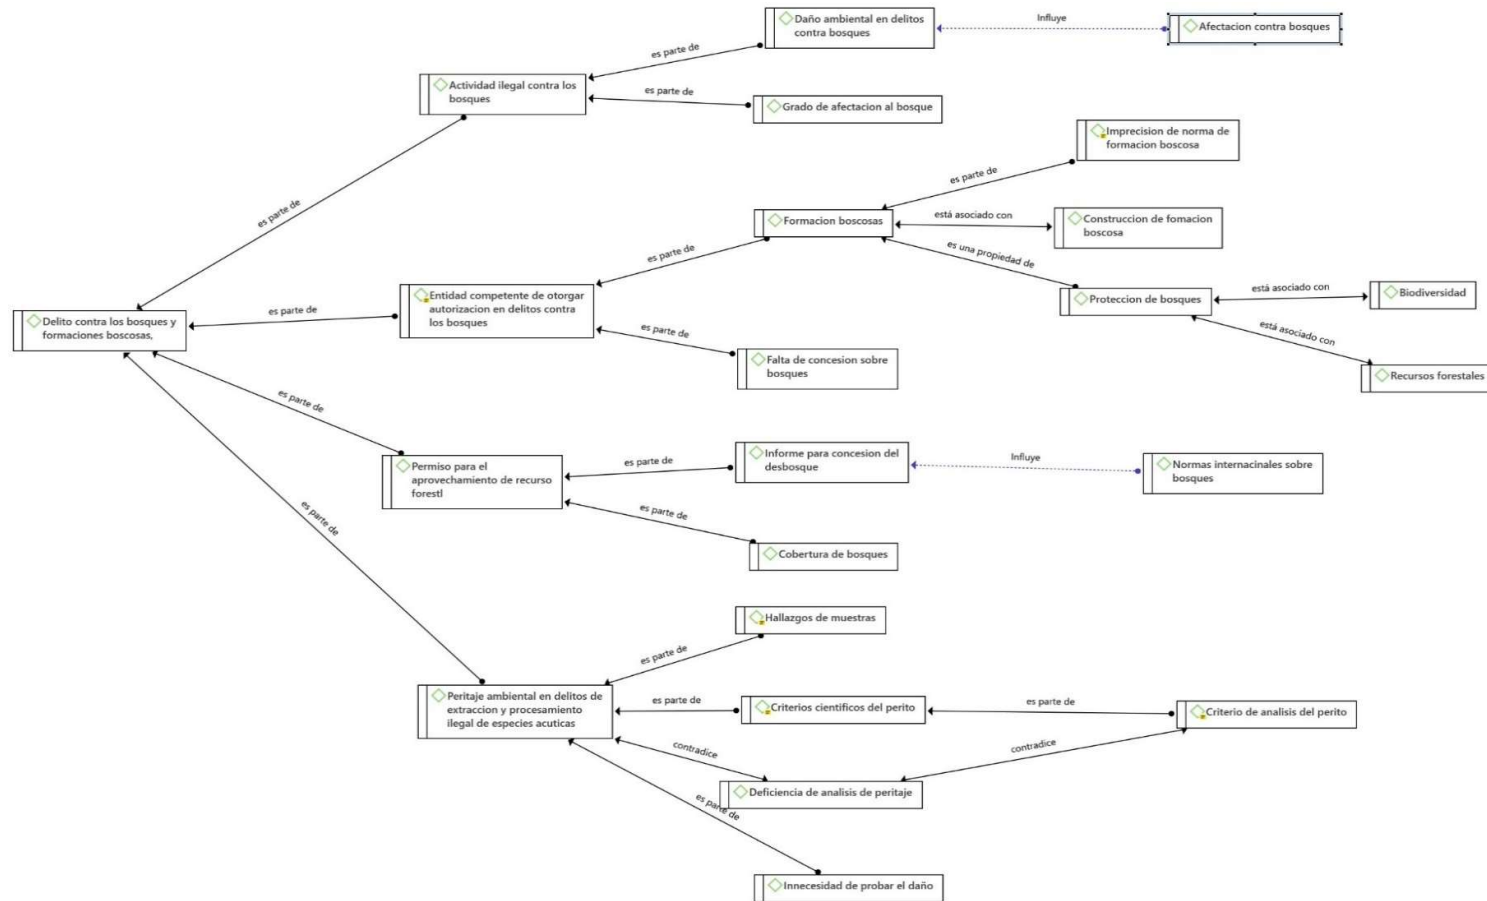 Daño ambiental en delitos
contra bosques
Influye
Afectacion contra bosques
es parte de
Actividad ilegal contra los
bosques
es parte de
Grado de afectacion al bosque
Imprecision de norma de
formacion boscosa
es parte de
es parte de
Formacion boscosas
está asociado con
Construccion de fomacion
boscosa
es parte de
es una propiedad de
Entidad competente de otorgar
autorizacion en delitos contra
los bosques
Proteccion de bosques
está asociado con
Biodiversidad
es parte de
Delito contra los bosques y
formaciones boscosas,
es parte de
está asociado con
Falta de concesion sobre
bosques
Recursos forestales
es parte de
Permiso para el
aprovechamiento de recurso
forestl
es parte de
Informe para concesion del
desbosque
Influye
Normas internacinales sobre
bosques
es parte de
es parte de
Cobertura de bosques
Hallazgos de muestras
es parte de
Peritaje ambiental en delitos de
extraccion y procesamiento
ilegal de especies acuticas
es parte de
Criterios cientificos del perito
es parte de
Criterio de analisis del perito
contradice
contradice
Deficiencia de analisis de peritaje
es parte de
Innecesidad de probar el daño